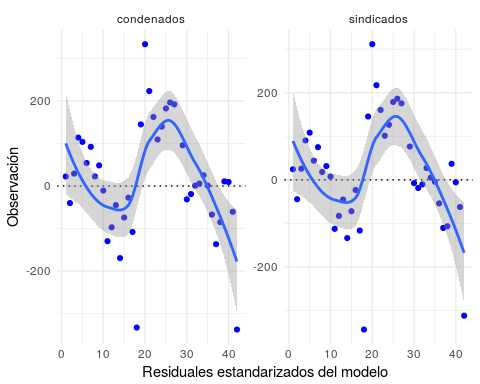 condenados
sindicados
Observación
200
0
-200
200
0
-200
0 10 20 30 40
0 10 20 30 40
Residuales estandarizados del modelo